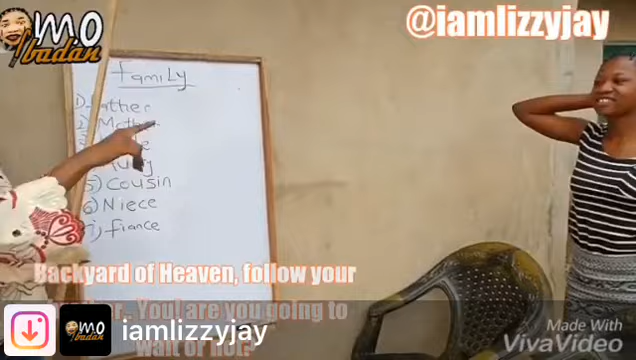 @iamlizzyjay
omo
ibadan
Family
1) Father
2) Mother
5) Cousin
6) Niece
7) Fiance
Backyard of Heaven, follow your
You! are you going to
wait or not?
iamlizzyjay
omo
ibadan
Made With
VivaVideo